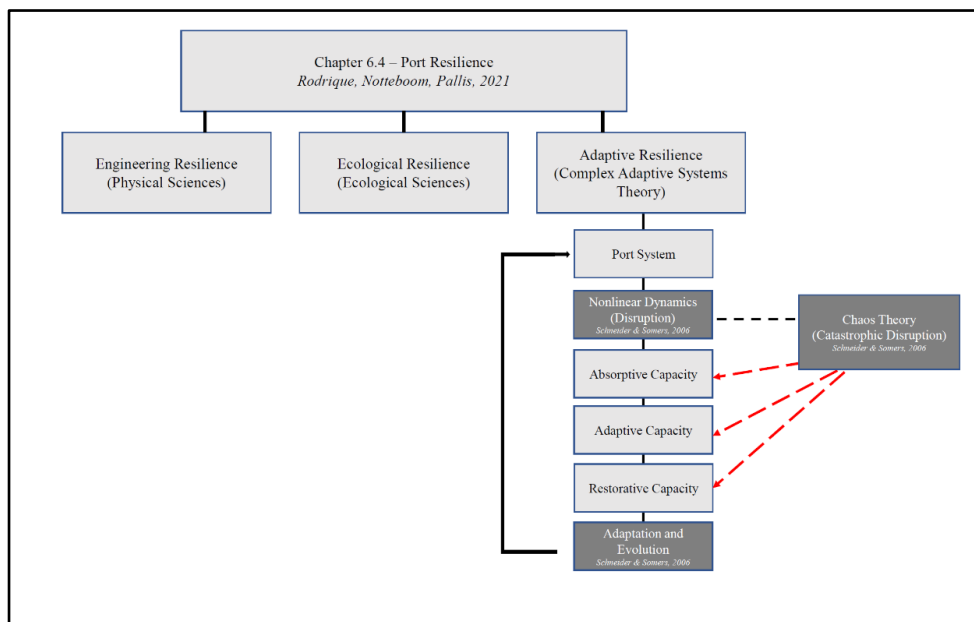 Chapter 6.4 – Port Resilience
Rodrique, Notteboom, Pallis, 2021
Engineering Resilience
(Physical Sciences)
Ecological Resilience
(Ecological Sciences)
Adaptive Resilience
(Complex Adaptive Systems
Theory)
Port System
Nonlinear Dynamics
(Disruption)
Schneider & Somers, 2006
Chaos Theory
(Catastrophic Disruption)
Schneider & Somers, 2006
Absorptive Capacity
Adaptive Capacity
Restorative Capacity
Adaptation and
Evolution
Schneider & Somers, 2006